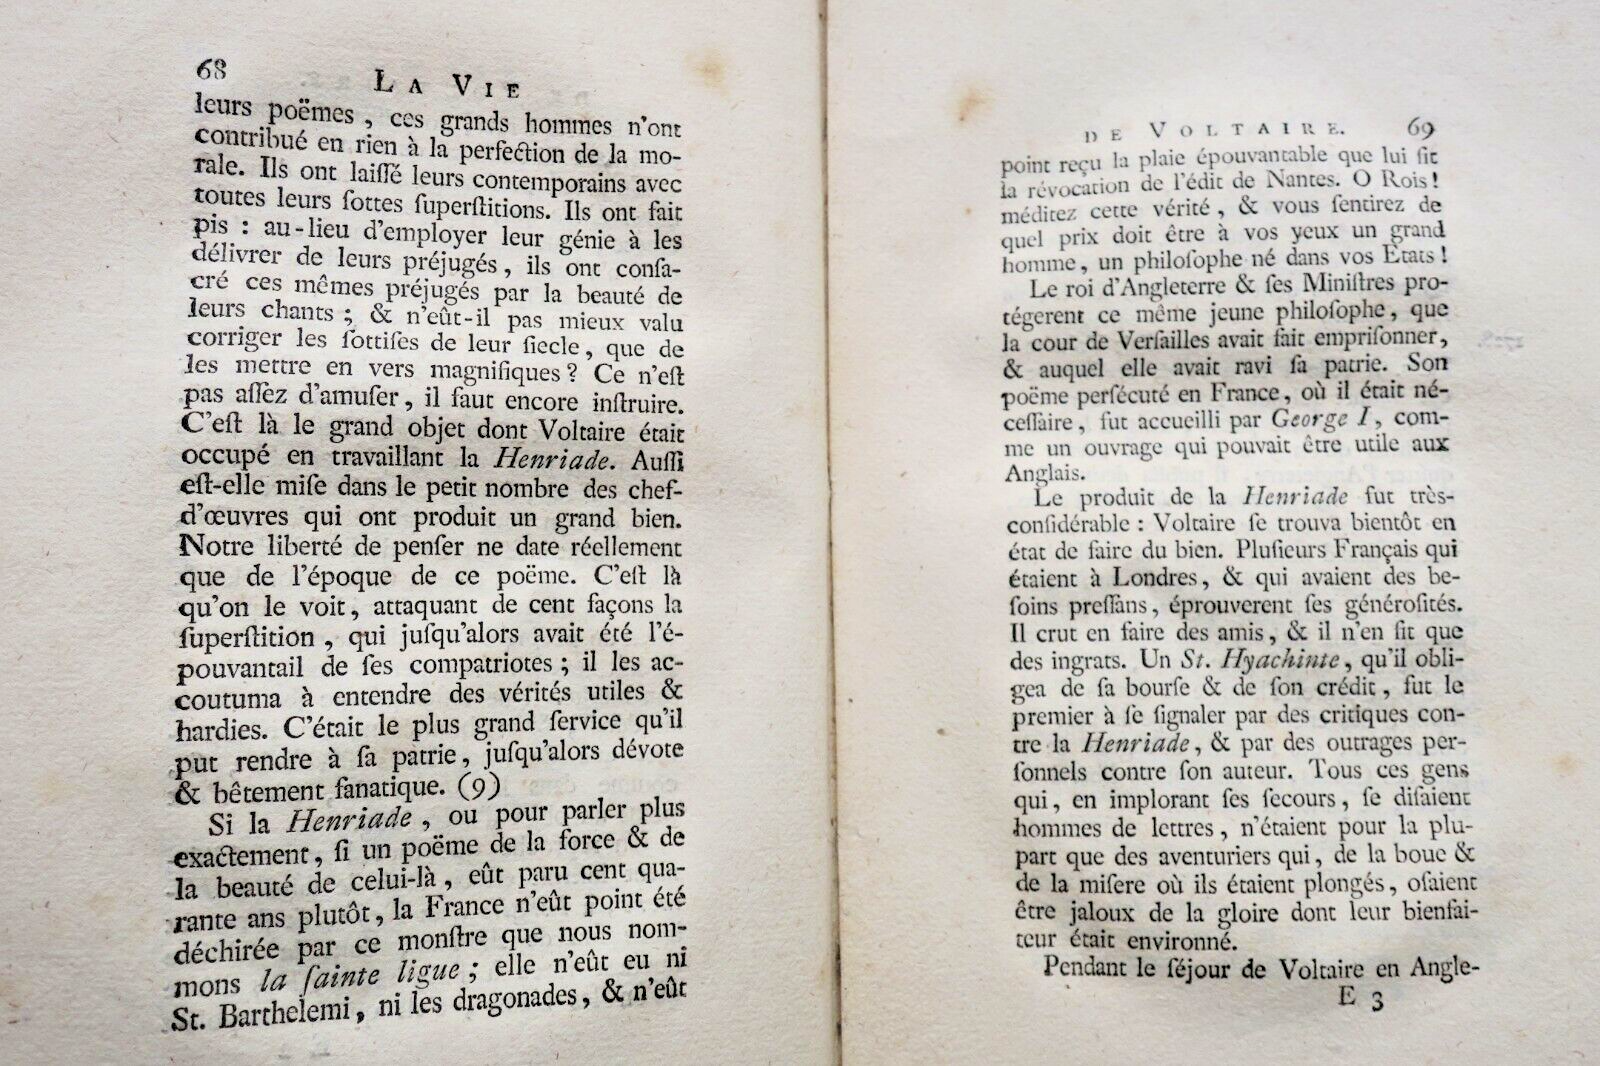 68
LA VIE
leurs poëmes, ces grands hommes n'ont
contribué en rien à la perfection de la mo-
rale. Ils ont laiſſé leurs contemporains avec
toutes leurs ſottes ſuperſtitions. Ils ont fait
pis : au-lieu d'employer leur génie à les
délivrer de leurs préjugés, ils ont conſa-
cré ces mêmes préjugés par la beauté de
leurs chants ; & n'eût-il pas mieux valu
corriger les ſottiſes de leur ſiecle, que de
les mettre en vers magnifiques ? Ce n'eſt
pas aſſez d'amuſer, il faut encore inſtruire.
C'eſt là le grand objet dont Voltaire était
occupé en travaillant la Henriade. Auſſi
eſt-elle miſe dans le petit nombre des chef-
d'œuvres qui ont produit un grand bien.
Notre liberté de penſer ne date réellement
que de l'époque de ce poëme. C'eſt là
qu'on le voit, attaquant de cent façons la
ſuperſtition, qui juſqu'alors avait été l'é-
pouvantail de ſes compatriotes ; il les ac-
coutuma à entendre des vérités utiles &
hardies. C'était le plus grand ſervice qu'il
put rendre à ſa patrie, juſqu'alors dévote
& bêtement fanatique. (9)
Si la Henriade, ou pour parler plus
exactement, ſi un poëme de la force & de
la beauté de celui-là, eût paru cent qua-
rante ans plutôt, la France n'eût point été
déchirée par ce monſtre que nous nom-
mons la ſainte ligue ; elle n'eût eu ni
St. Barthelemi, ni les dragonades, & n'eût
DE VOLTAIRE. 69
point reçu la plaie épouvantable que lui fit
la révocation de l'édit de Nantes. O Rois !
méditez cette vérité, & vous ſentirez de
quel prix doit être à vos yeux un grand
homme, un philoſophe né dans vos Etats !
Le roi d'Angleterre & ſes Miniſtres pro-
tégerent ce même jeune philoſophe, que
la cour de Verſailles avait fait empriſonner,
& auquel elle avait ravi ſa patrie. Son
poëme perſécuté en France, où il était né-
ceſſaire, fut accueilli par George I, com-
me un ouvrage qui pouvait être utile aux
Anglais.
Le produit de la Henriade fut très-
conſidérable : Voltaire ſe trouva bientôt en
état de faire du bien. Pluſieurs Français qui
étaient à Londres, & qui avaient des be-
ſoins preſſans, éprouverent ſes généroſités.
Il crut en faire des amis, & il n'en fit que
des ingrats. Un St. Hyachinte, qu'il obli-
gea de ſa bourſe & de ſon crédit, fut le
premier à ſe ſignaler par des critiques con-
tre la Henriade, & par des outrages per-
ſonnels contre ſon auteur. Tous ces gens
qui, en implorant ſes ſecours, ſe diſaient
hommes de lettres, n'étaient pour la plu-
part que des aventuriers qui, de la boue &
de la miſere où ils étaient plongés, oſaient
être jaloux de la gloire dont leur bienfai-
teur était environné.
Pendant le ſéjour de Voltaire en Angle-
E 3